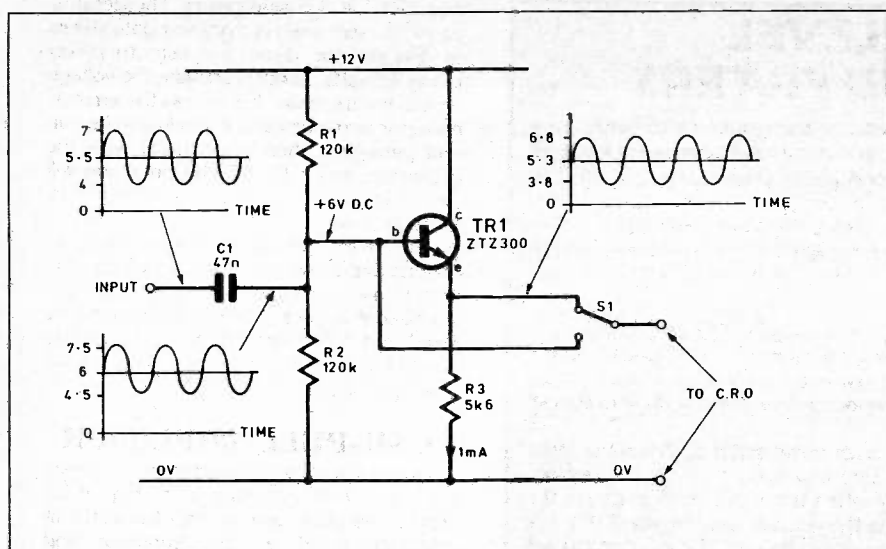 +12V
7
5·5
4
0
TIME
R1
120k
+6V D.C
b
c
e
TR1
ZTZ300
6·8
5·3
3·8
0
TIME
C1
47n
INPUT
S1
7·5
6
4·5
0
TIME
R2
120k
R3
5k6
TO C.R.O
1mA
0V
0V